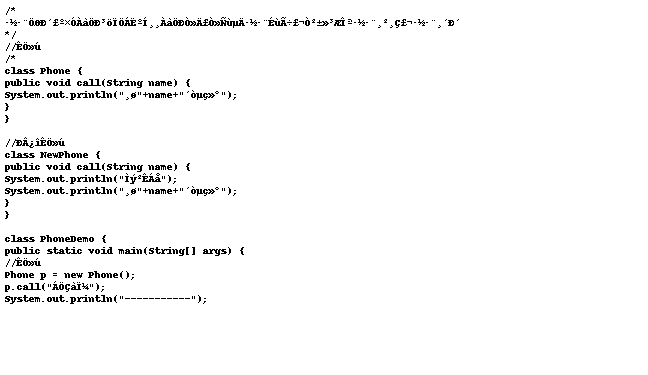 /*
·½·¨ÖØÐ´£º×ÓÀàÖÐ³öÏÖÁËºÍ¸¸ÀàÖÐÒ»Ä£Ò»ÑùµÄ·½·¨ÉùÃ÷£¬Ò²±»³ÆÎª·½·¨¸²¸Ç£¬·½·¨¸´Ð´
*/
//ÊÖ»ú
/*
class Phone {
public void call(String name) {
System.out.println("¸ø"+name+"´òµç»°");
}
}
//ÐÂ¿îÊÖ»ú
class NewPhone {
public void call(String name) {
System.out.println("Ìý²ÊÁå");
System.out.println("¸ø"+name+"´òµç»°");
}
}
class PhoneDemo {
public static void main(String[] args) {
//ÊÖ»ú
Phone p = new Phone();
p.call("ÁÖÇàÏ¼");
System.out.println("-----------");